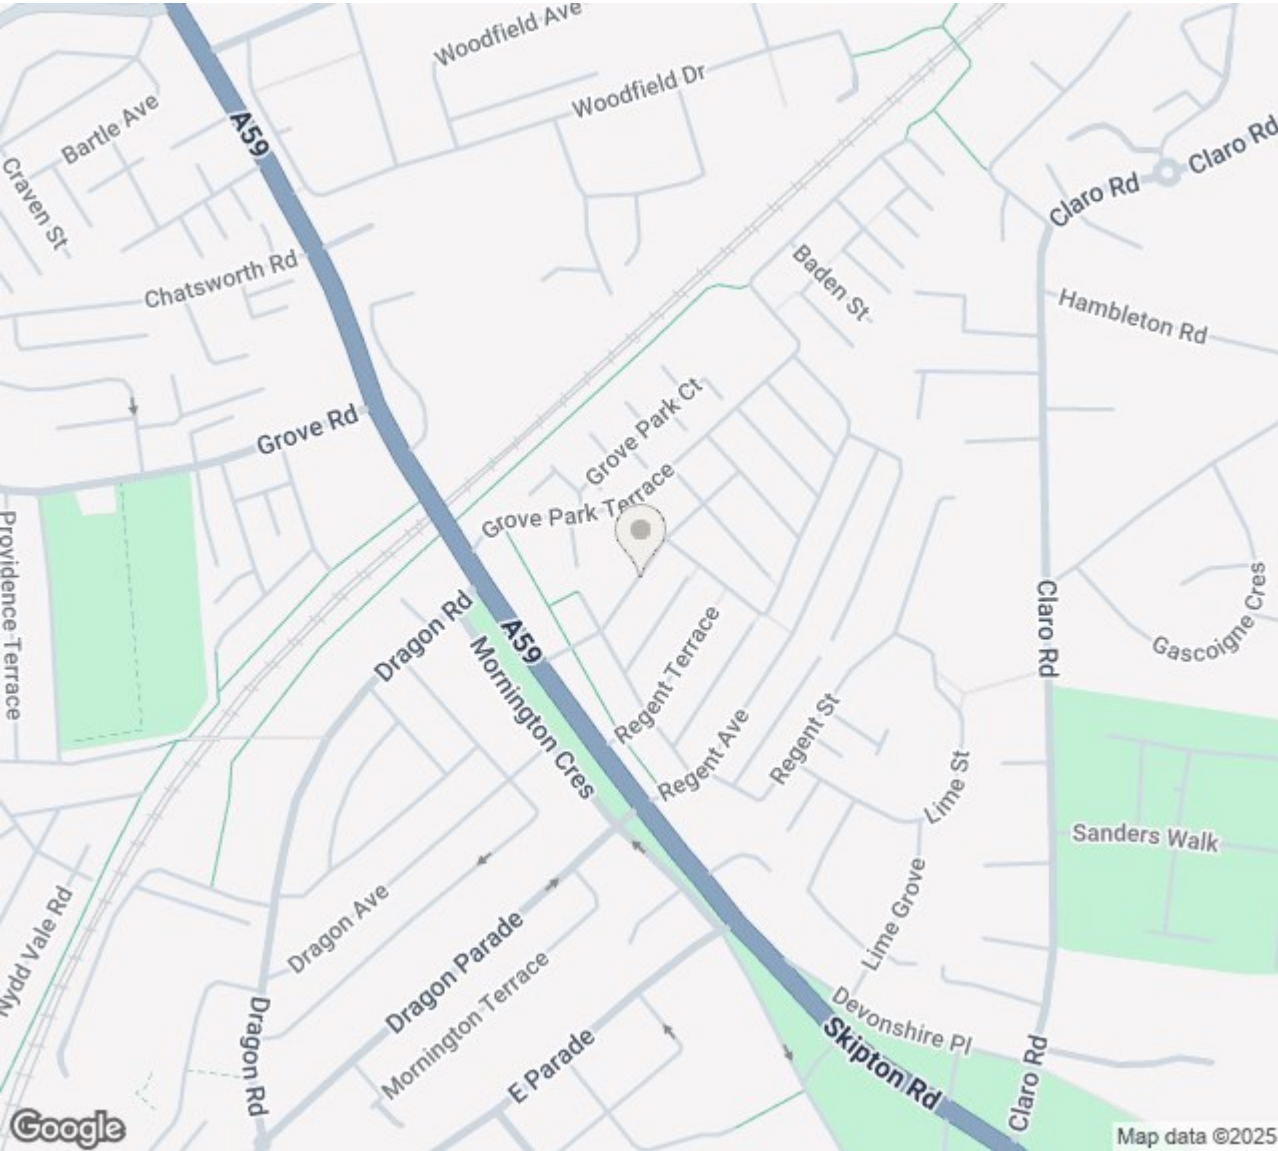 Woodfield Ave
Woodfield Dr
Bartle Ave
A59
Craven St
Claro Rd
Claro Rd
Chatsworth Rd
Baden St
Hambleton Rd
Grove Rd
Grove Park Ct
Grove Park Terrace
Providence Terrace
Dragon Rd
A59
Mornington Cres
Regent Terrace
Regent Ave
Regent St
Claro Rd
Gascoigne Cres
Lime St
Sanders Walk
Lime Grove
Nydd Vale Rd
Dragon Ave
Dragon Parade
Mornington Terrace
Dragon Rd
E Parade
Devonshire Pl
Skipton Rd
Claro Rd
Google
Map data ©2025